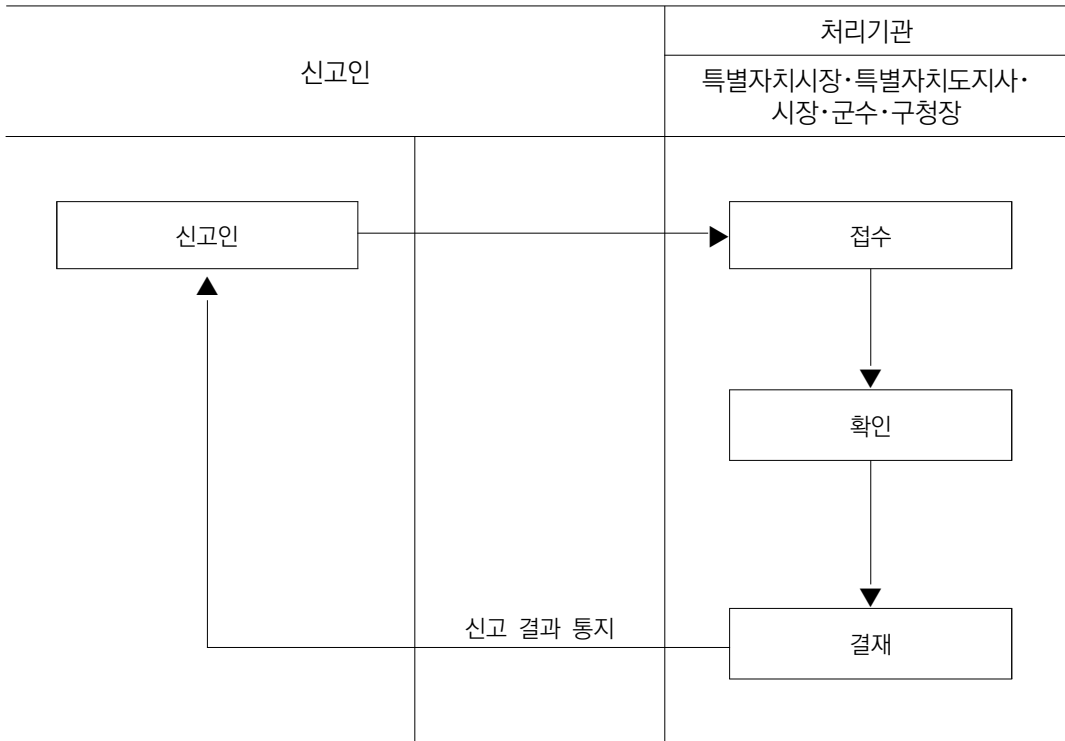 신고인
처리기관
특별자치시장·특별자치도지사·
시장·군수·구청장
신고인
접수
확인
신고 결과 통지
결재